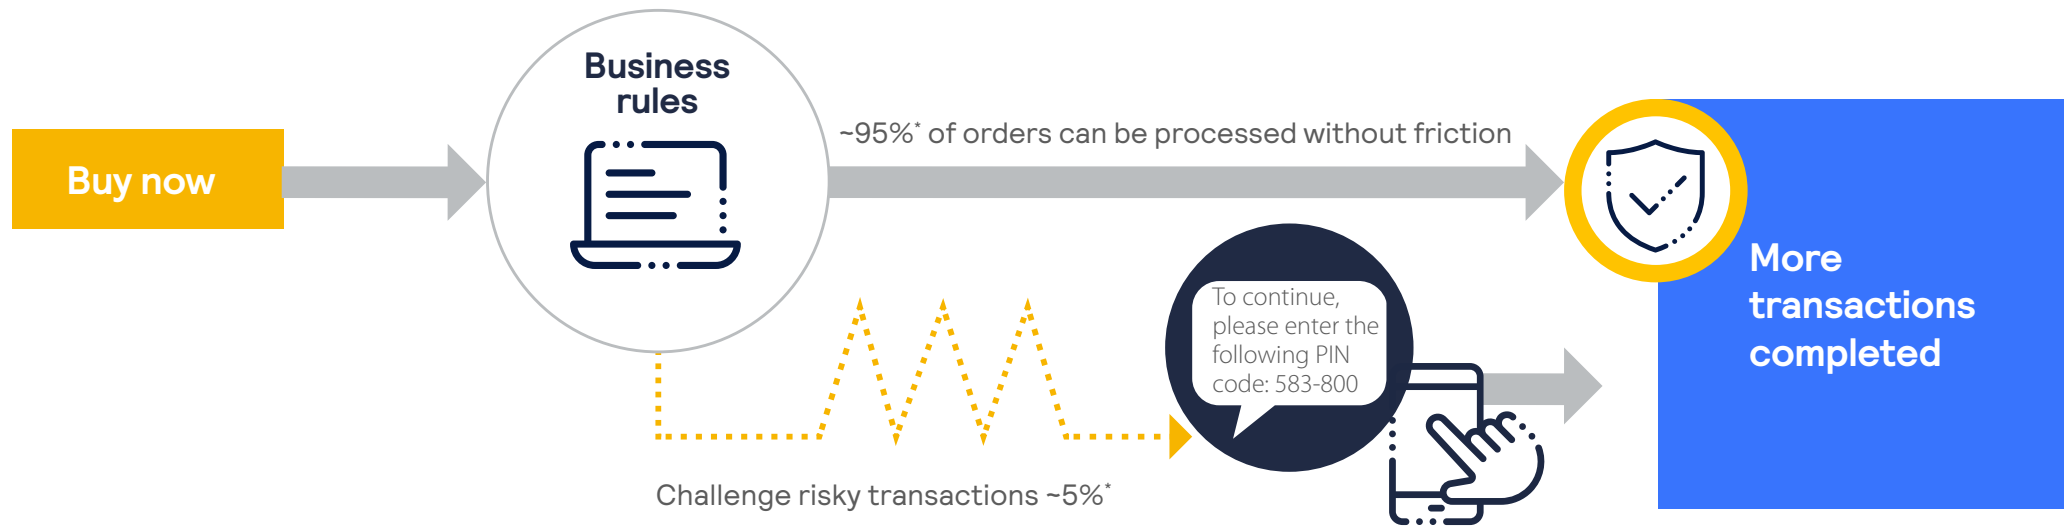 Buy now
Business
rules
~95%* of orders can be processed without friction
To continue,
please enter the
following PIN
code: 583-800
Challenge risky transactions ~5%*
More
transactions
completed